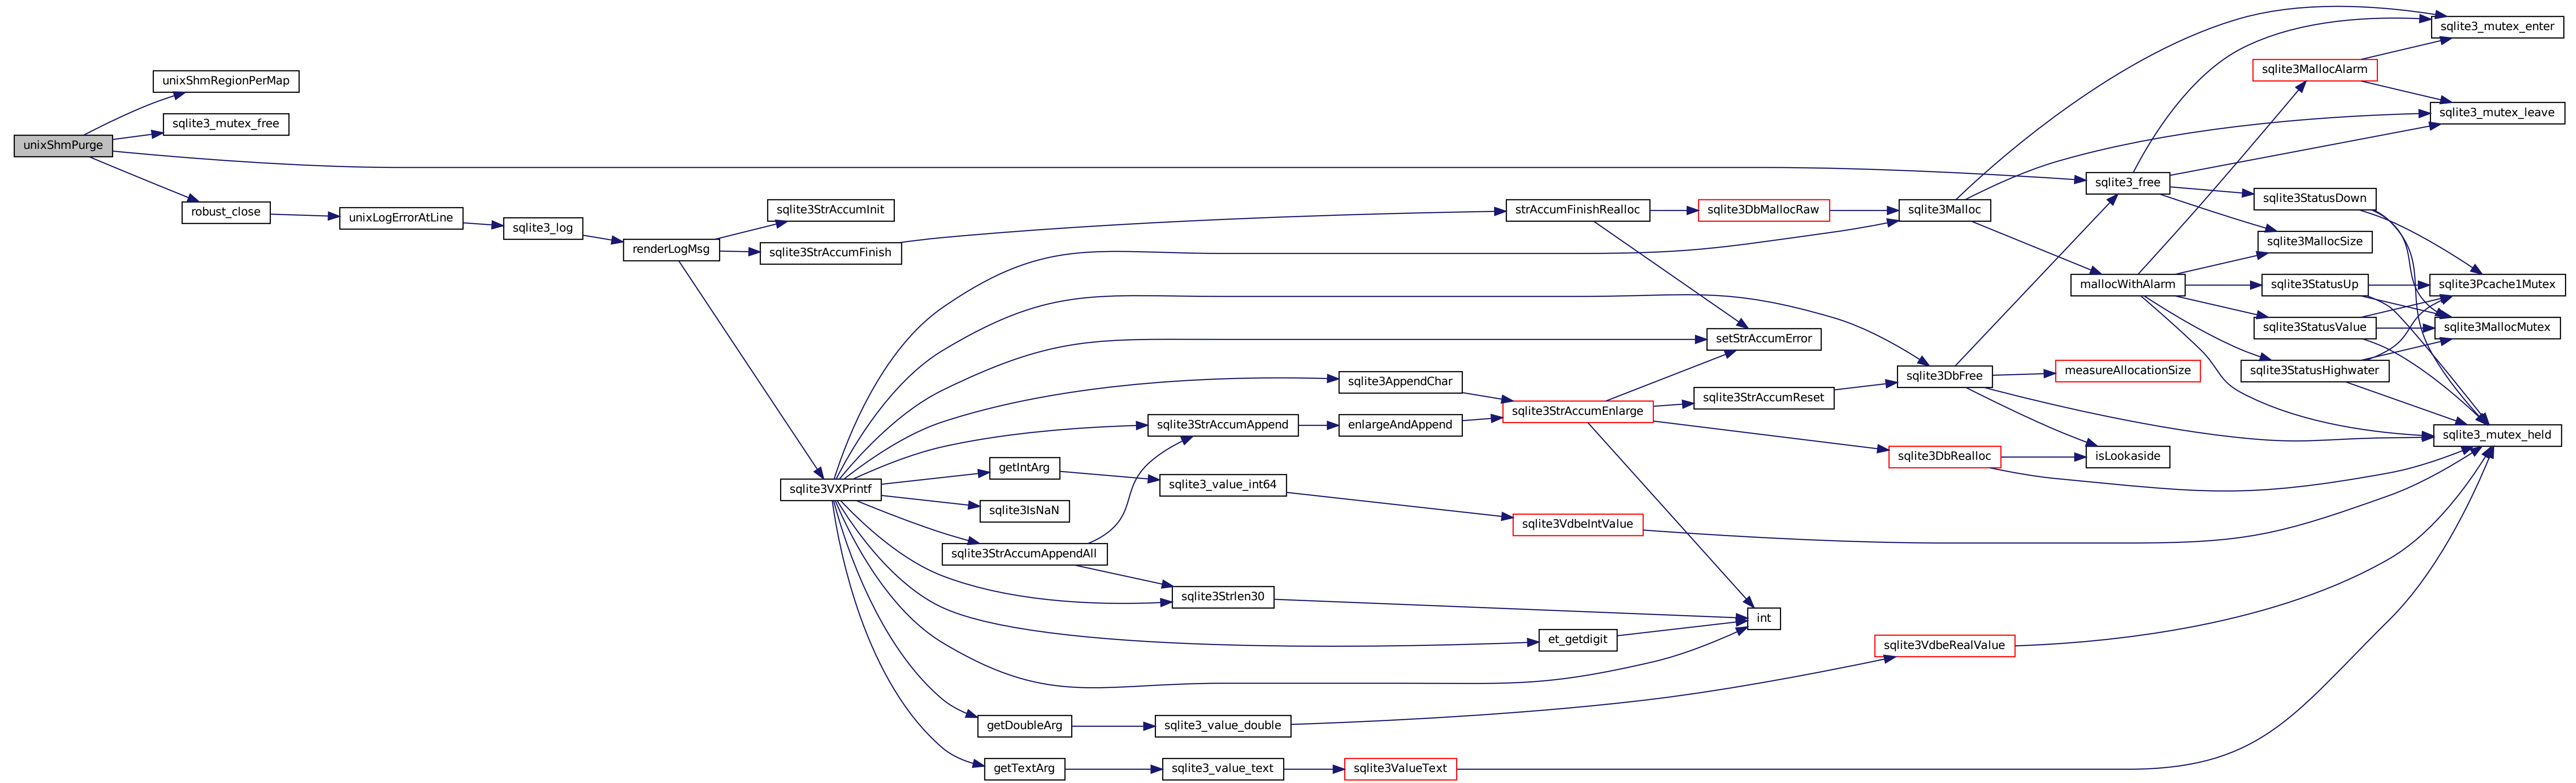 unixShmPurge
unixShmRegionPerMap
sqlite3_mutex_free
robust_close
unixLogErrorAtLine
sqlite3_log
renderLogMsg
sqlite3StrAccumInit
sqlite3StrAccumFinish
sqlite3VXPrintf
getIntArg
sqlite3IsNaN
sqlite3StrAccumAppendAll
getDoubleArg
getTextArg
sqlite3StrAccumAppend
sqlite3_value_int64
sqlite3Strlen30
sqlite3_value_double
sqlite3_value_text
sqlite3AppendChar
enlargeAndAppend
sqlite3ValueText
strAccumFinishRealloc
sqlite3StrAccumEnlarge
sqlite3VdbeIntValue
et_getdigit
sqlite3DbMallocRaw
setStrAccumError
sqlite3StrAccumReset
int
sqlite3Malloc
sqlite3DbFree
sqlite3DbRealloc
sqlite3VdbeRealValue
sqlite3_free
mallocWithAlarm
measureAllocationSize
isLookaside
sqlite3MallocAlarm
sqlite3StatusDown
sqlite3MallocSize
sqlite3StatusUp
sqlite3StatusValue
sqlite3StatusHighwater
sqlite3_mutex_enter
sqlite3_mutex_leave
sqlite3Pcache1Mutex
sqlite3MallocMutex
sqlite3_mutex_held